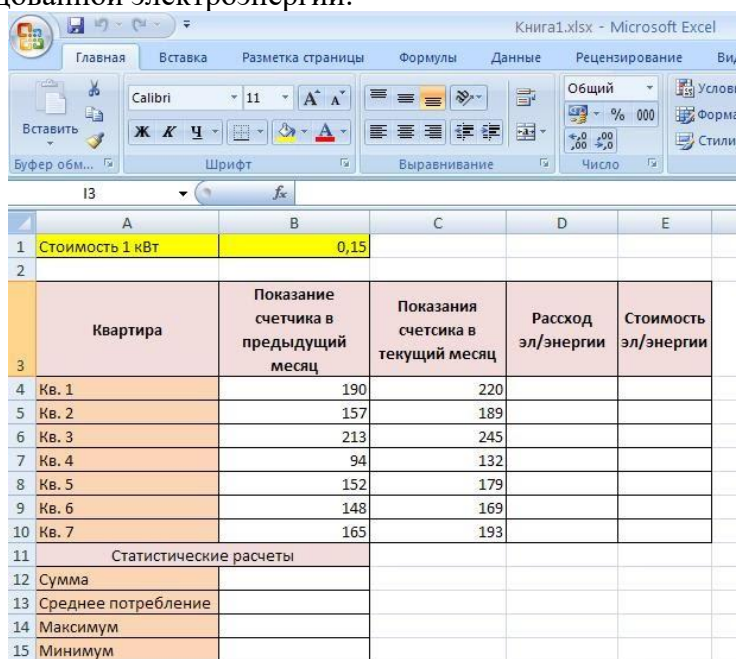 дованной электроэнергии.
Книга1.xlsx - Microsoft Excel
Главная Вставка Разметка страницы Формулы Данные Рецензирование
Вставить Calibri 11 A A Общий
Ж К Ч A % 000
Буфер обм... Шрифт Выравнивание Число
I3 fx
A B C D E
1 Стоимость 1 кВт 0,15
2
3 Квартира
Показание счетчика в предыдущий месяц
Показания счетсика в текущий месяц
Рассход эл/энергии
Стоимость эл/энергии
4 Кв. 1 190 220
5 Кв. 2 157 189
6 Кв. 3 213 245
7 Кв. 4 94 132
8 Кв. 5 152 179
9 Кв. 6 148 169
10 Кв. 7 165 193
11 Статистические расчеты
12 Сумма
13 Среднее потребление
14 Максимум
15 Минимум